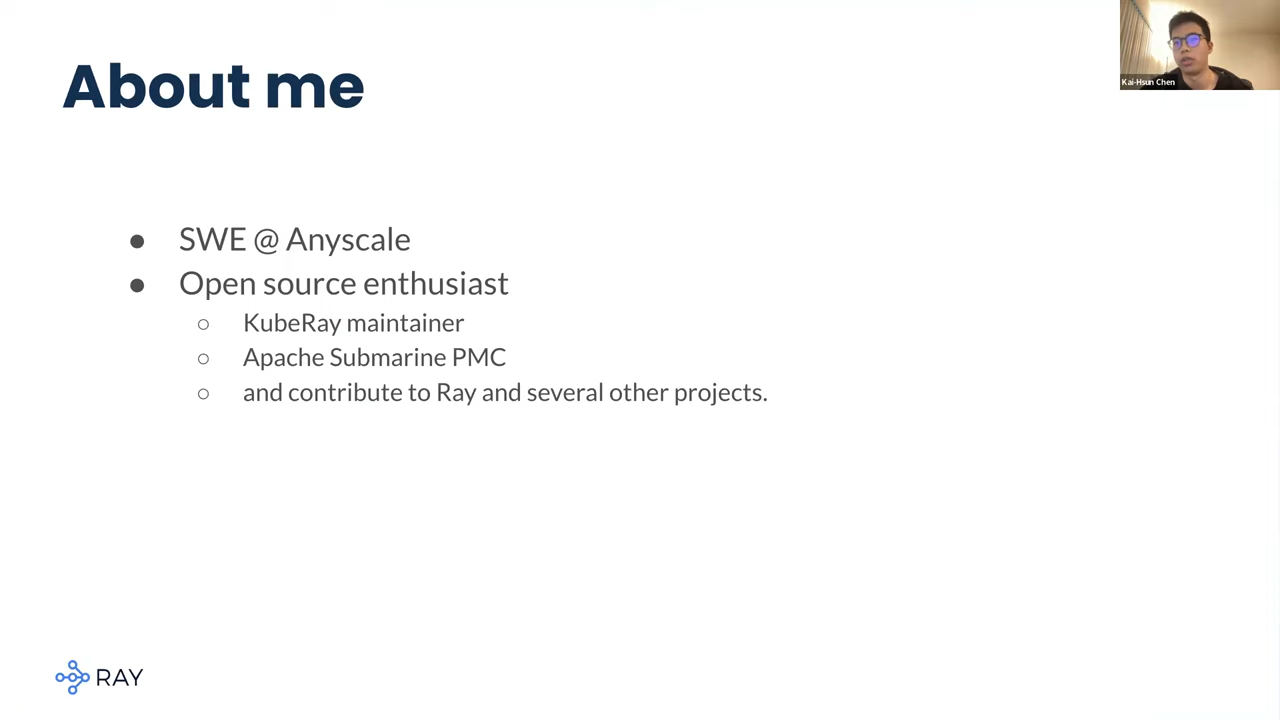 About me
Kai-Hsun Chen
● SWE @ Anyscale
● Open source enthusiast
○ KubeRay maintainer
○ Apache Submarine PMC
○ and contribute to Ray and several other projects.
RAY